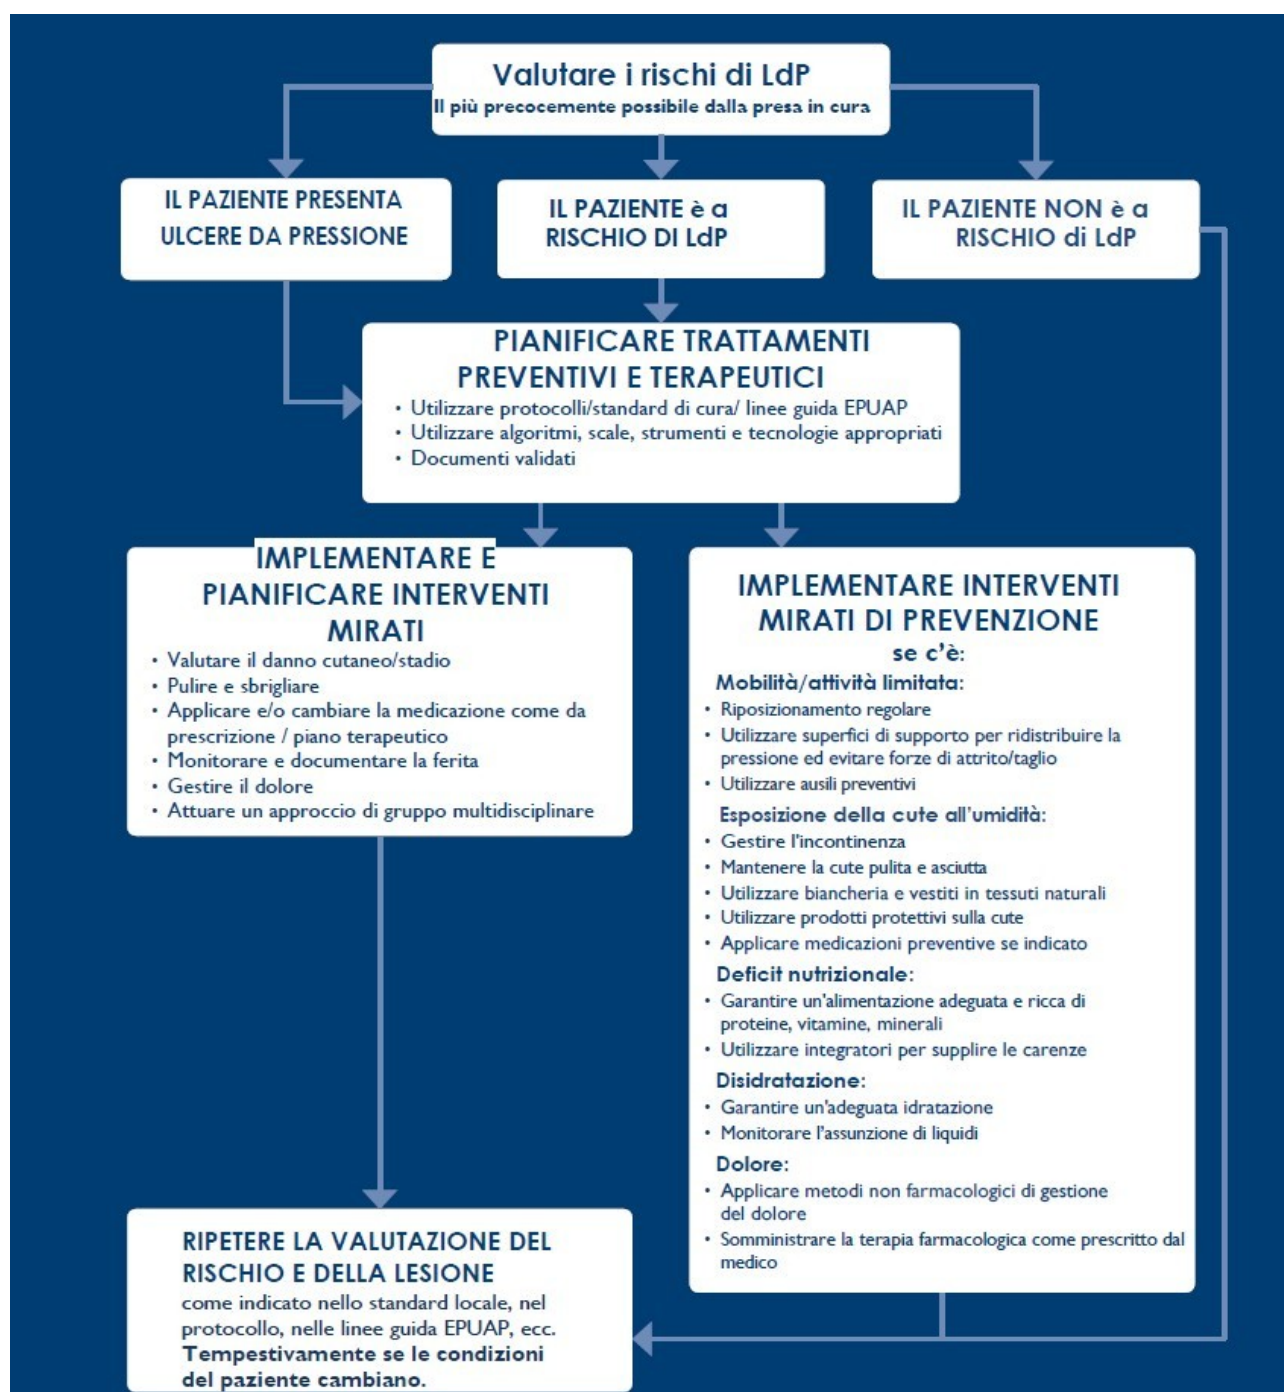 Valutare i rischi di LdP
Il più precocemente possibile dalla presa in cura
IL PAZIENTE PRESENTA
ULCERE DA PRESSIONE
IL PAZIENTE è a
RISCHIO DI LdP
IL PAZIENTE NON è a
RISCHIO di LdP
PIANIFICARE TRATTAMENTI
PREVENTIVI E TERAPEUTICI
• Utilizzare protocolli/standard di cura/ linee guida EPUAP
• Utilizzare algoritmi, scale, strumenti e tecnologie appropriati
• Documenti validati
IMPLEMENTARE E
PIANIFICARE INTERVENTI
MIRATI
• Valutare il danno cutaneo/stadio
• Pulire e sbrigliare
• Applicare e/o cambiare la medicazione come da
prescrizione / piano terapeutico
• Monitorare e documentare la ferita
• Gestire il dolore
• Attuare un approccio di gruppo multidisciplinare
IMPLEMENTARE INTERVENTI
MIRATI DI PREVENZIONE
se c'è:
Mobilità/attività limitata:
• Riposizionamento regolare
• Utilizzare superfici di supporto per ridistribuire la
pressione ed evitare forze di attrito/taglio
• Utilizzare ausili preventivi
Esposizione della cute all'umidità:
• Gestire l'incontinenza
• Mantenere la cute pulita e asciutta
• Utilizzare biancheria e vestiti in tessuti naturali
• Utilizzare prodotti protettivi sulla cute
• Applicare medicazioni preventive se indicato
Deficit nutrizionale:
• Garantire un'alimentazione adeguata e ricca di
proteine, vitamine, minerali
• Utilizzare integratori per supplire le carenze
Disidratazione:
• Garantire un'adeguata idratazione
• Monitorare l'assunzione di liquidi
Dolore:
• Applicare metodi non farmacologici di gestione
del dolore
• Somministrare la terapia farmacologica come prescritto dal
medico
RIPETERE LA VALUTAZIONE DEL
RISCHIO E DELLA LESIONE
come indicato nello standard locale, nel
protocollo, nelle linee guida EPUAP, ecc.
Tempestivamente se le condizioni
del paziente cambiano.